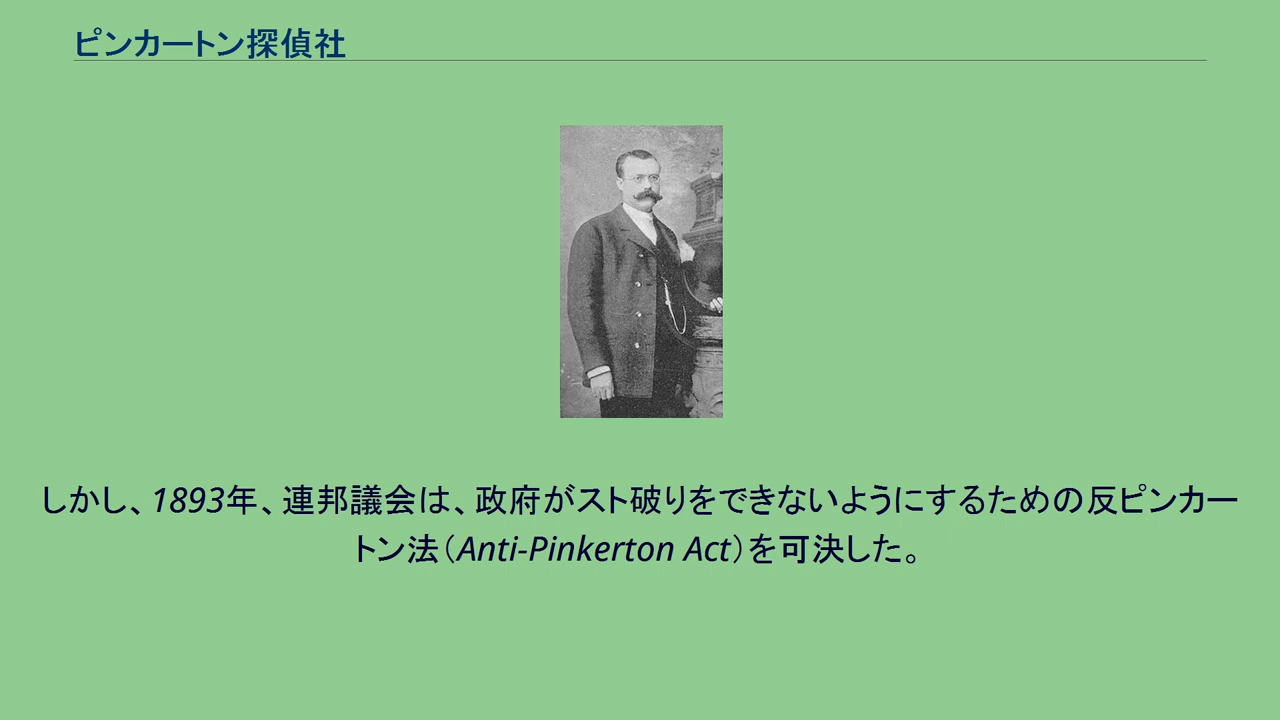 ピンカートン探偵社
しかし、1893年、連邦議会は、政府がスト破りをできないようにするための反ピンカー
トン法（Anti-Pinkerton Act）を可決した。